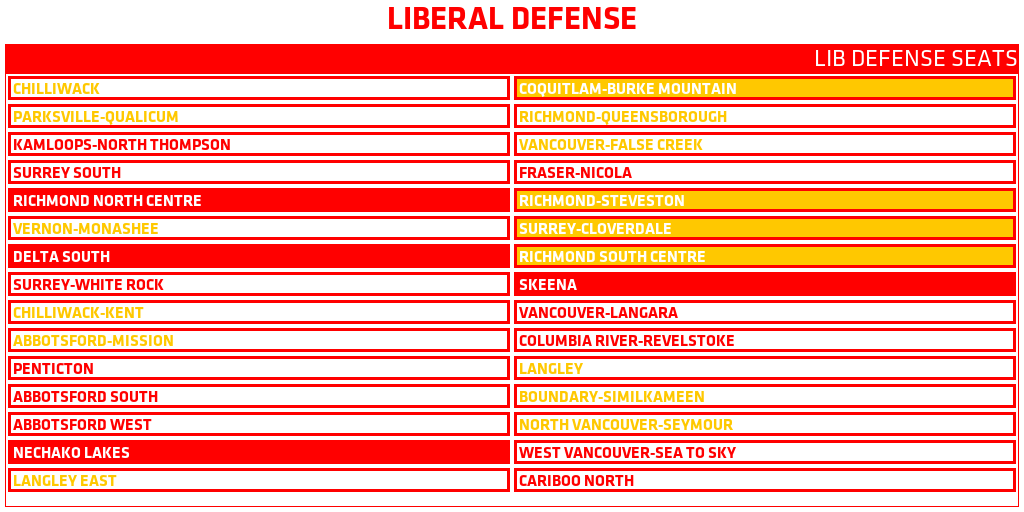 LIBERAL DEFENSE
LIB DEFENSE SEATS
CHILLIWACK
COQUITLAM-BURKE MOUNTAIN
PARKSVILLE-QUALICUM
RICHMOND-QUEENSBOROUGH
KAMLOOPS-NORTH THOMPSON
VANCOUVER-FALSE CREEK
SURREY SOUTH
FRASER-NICOLA
RICHMOND NORTH CENTRE
RICHMOND-STEVESTON
VERNON-MONASHEE
SURREY-CLOVERDALE
DELTA SOUTH
RICHMOND SOUTH CENTRE
SURREY-WHITE ROCK
SKEENA
CHILLIWACK-KENT
VANCOUVER-LANGARA
ABBOTSFORD-MISSION
COLUMBIA RIVER-REVELSTOKE
PENTICTON
LANGLEY
ABBOTSFORD SOUTH
BOUNDARY-SIMILKAMEEN
ABBOTSFORD WEST
NORTH VANCOUVER-SEYMOUR
NECHAKO LAKES
WEST VANCOUVER-SEA TO SKY
LANGLEY EAST
CARIBOO NORTH